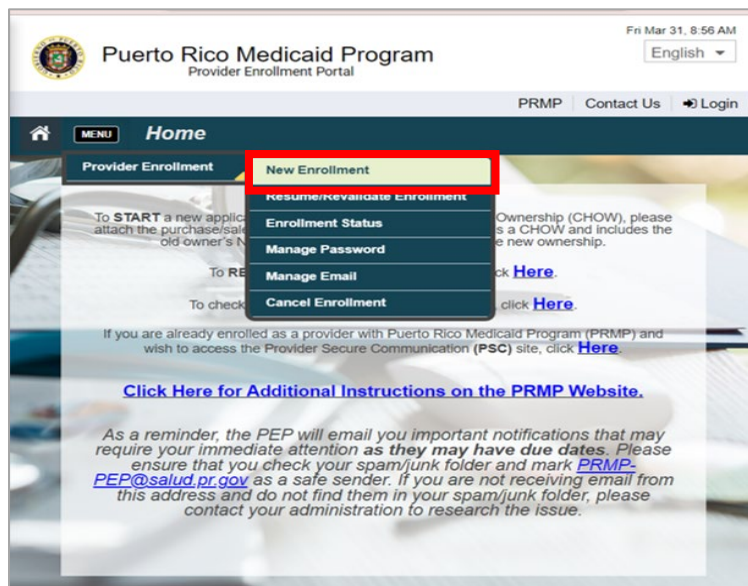 Fri Mar 31, 8:56 AM
Puerto Rico Medicaid Program
Provider Enrollment Portal
English
PRMP Contact Us Login
MENU Home
Provider Enrollment
New Enrollment
Resume/Revalidate Enrollment
Enrollment Status
Manage Password
Manage Email
Cancel Enrollment
To START a new applic Ownership (CHOW), please
attach the purchase/sale s a CHOW and includes the
old owner's N e new ownership.
To RE ck Here.
To check , click Here.
If you are already enrolled as a provider with Puerto Rico Medicaid Program (PRMP) and
wish to access the Provider Secure Communication (PSC) site, click Here.
Click Here for Additional Instructions on the PRMP Website.
As a reminder, the PEP will email you important notifications that may
require your immediate attention as they may have due dates. Please
ensure that you check your spam/junk folder and mark PRMP-
PEP@salud.pr.gov as a safe sender. If you are not receiving email from
this address and do not find them in your spam/junk folder, please
contact your administration to research the issue.